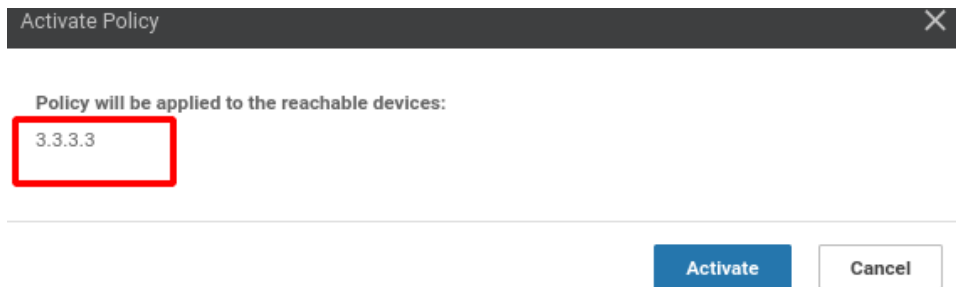 Activate Policy
Policy will be applied to the reachable devices:
3.3.3.3
Activate Cancel